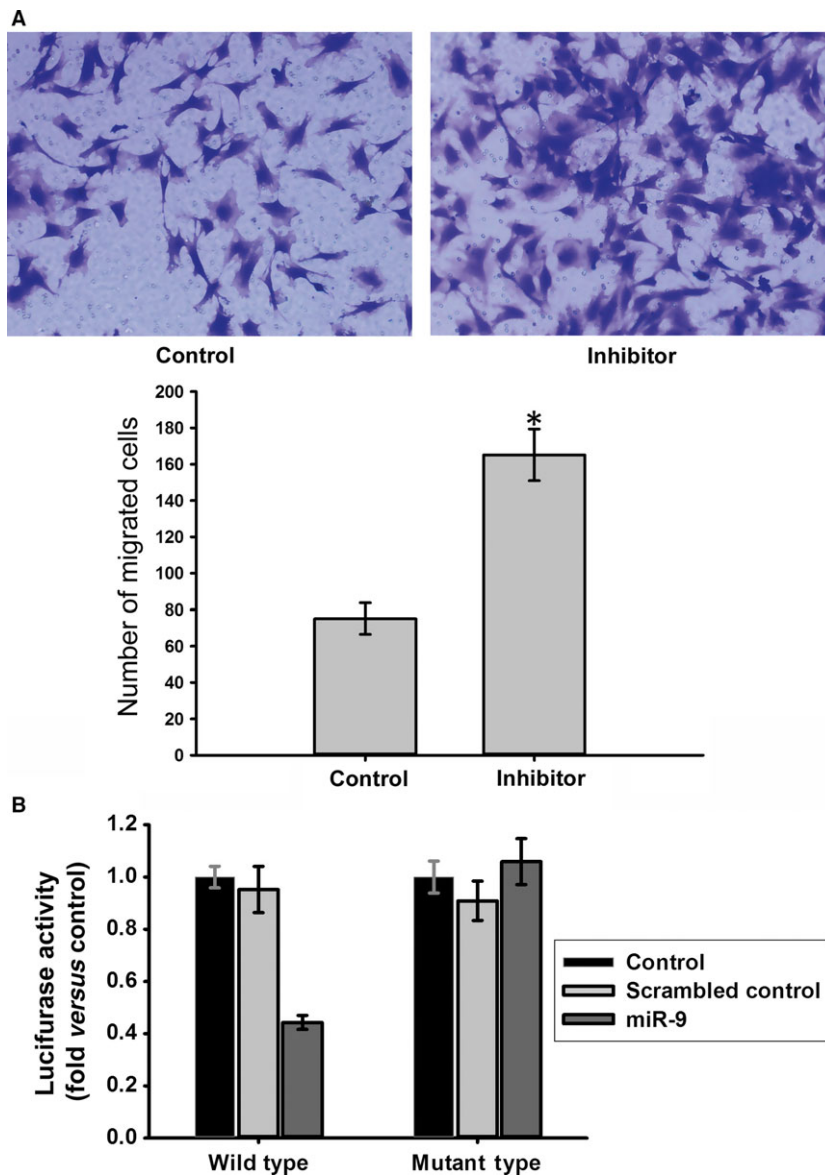 A
Control
Inhibitor
Number of migrated cells
200
180
160
140
120
100
80
60
40
20
0
*
Control
Inhibitor
B
Lucifurase activity
(fold versus control)
1.2
1.0
0.8
0.6
0.4
0.2
0.0
Wild type
Mutant type
Control
Scrambled control
miR-9